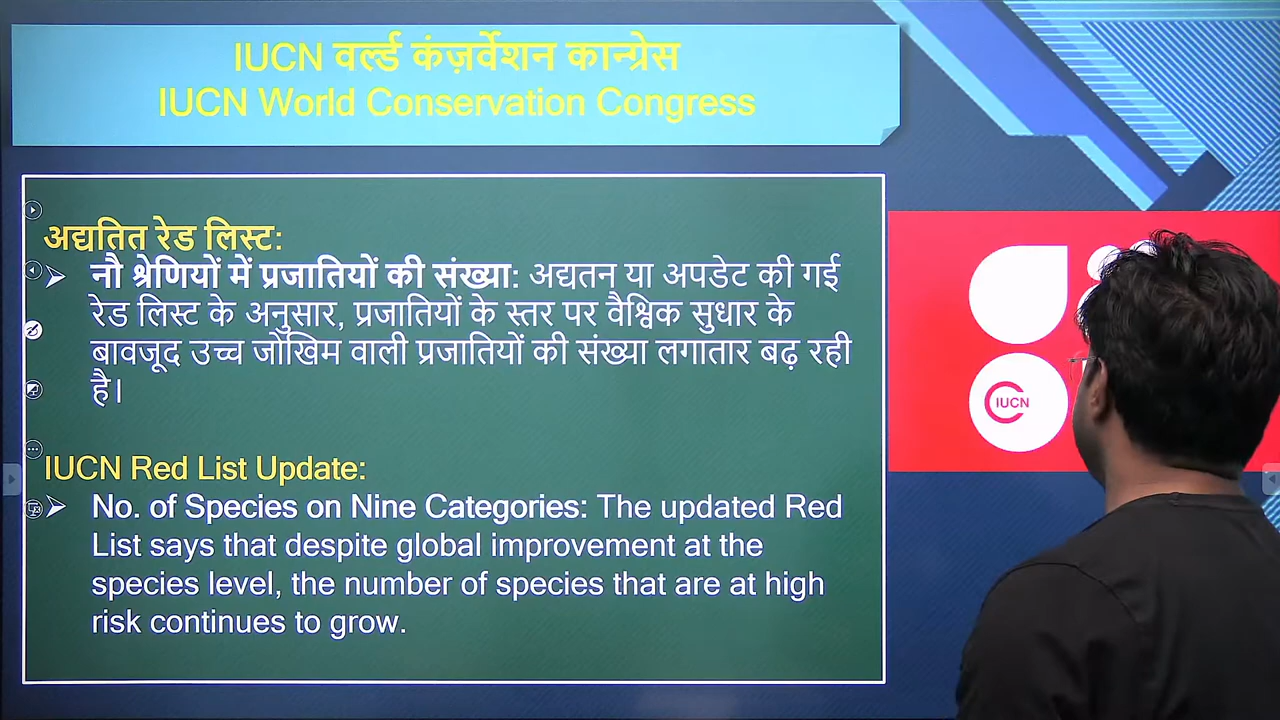 IUCN वर्ल्ड कंज़र्वेशन कान्ग्रेस
IUCN World Conservation Congress
अद्यतित रेड लिस्ट:
➤ नौ श्रेणियों में प्रजातियों की संख्या: अद्यतन या अपडेट की गई
रेड लिस्ट के अनुसार, प्रजातियों के स्तर पर वैश्विक सुधार के
बावजूद उच्च जोखिम वाली प्रजातियों की संख्या लगातार बढ़ रही
है।
IUCN Red List Update:
➤ No. of Species on Nine Categories: The updated Red
List says that despite global improvement at the
species level, the number of species that are at high
risk continues to grow.
IUCN